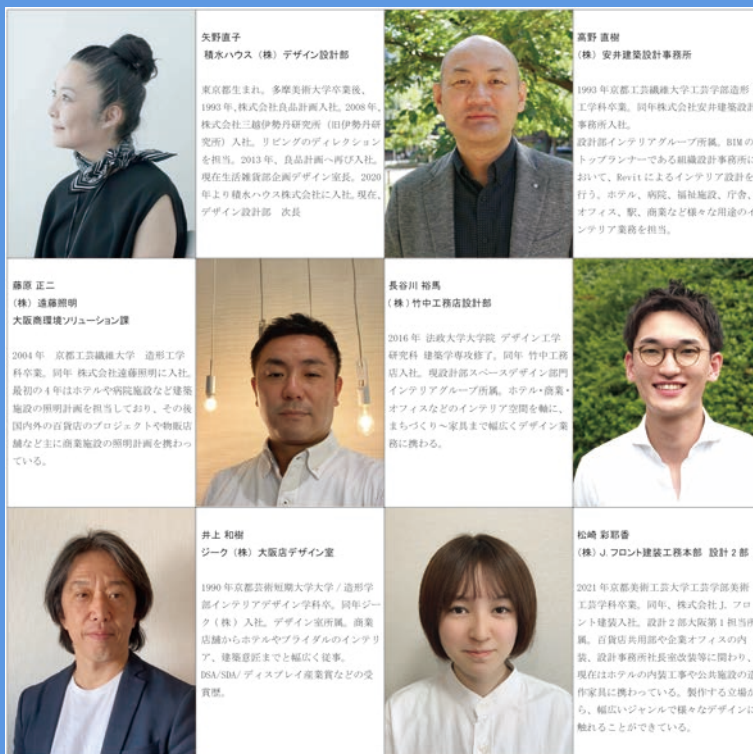 矢野直子
積水ハウス（株）デザイン設計部
東京都生まれ。多摩美術大学卒業後、
1993年、株式会社良品計画入社。2008年、
株式会社三越伊勢丹研究所（旧伊勢丹研
究所）入社。リビングのディレクション
を担当。2013年、良品計画へ再び入社。
現在生活雑貨部企画デザイン室長。2020
年より積水ハウス株式会社に入社。現在、
デザイン設計部　次長
高野 直樹
（株）安井建築設計事務所
1993年京都工芸繊維大学工芸学部造形
工学科卒業。同年株式会社安井建築設計
事務所入社。
設計部インテリアグループ所属。BIMの
トップランナーである組織設計事務所に
おいて、Revitによるインテリア設計を
行う。ホテル、病院、福祉施設、庁舎、
オフィス、駅、商業など様々な用途のイ
ンテリア業務を担当。
藤原 正二
（株）遠藤照明
大阪商環境ソリューション課
2004年　京都工芸繊維大学　造形工学
科卒業。同年 株式会社遠藤照明に入社。
最初の4年はホテルや病院施設など建築
施設の照明計画を担当しており、その後
国内外の百貨店のプロジェクトや物販店
舗など主に商業施設の照明計画を携わっ
ている。
長谷川 裕馬
（株）竹中工務店設計部
2016年 法政大学大学院 デザイン工学
研究科 建築学専攻修了。同年 竹中工務
店入社。現設計部スペースデザイン部門
インテリアグループ所属。ホテル・商業・
オフィスなどのインテリア空間を軸に、
まちづくり～家具まで幅広くデザイン業
務に携わる。
井上 和樹
ジーク（株）大阪店デザイン室
1990年京都芸術短期大学大学/造形学
部インテリアデザイン学科卒。同年ジー
ク(株）入社。デザイン室所属。商業
店舗からホテルやブライダルのインテリ
ア、建築意匠までと幅広く従事。
DSA/SDA/ディスプレイ産業賞などの受
賞歴。
松崎 彩耶香
（株）J.フロント建装工務本部 設計2部
2021年京都美術工芸大学工芸学部美術
工芸学科卒業。同年、株式会社J.フロ
ント建装入社。設計2部大阪第1担当所
属。百貨店共用部や企業オフィスの内
装、設計事務所社長室改装等に関わり、
現在はホテルの内装工事や公共施設の造
作家具に携わっている。製作する立場か
ら、幅広いジャンルで様々なデザインに
触れることができている。